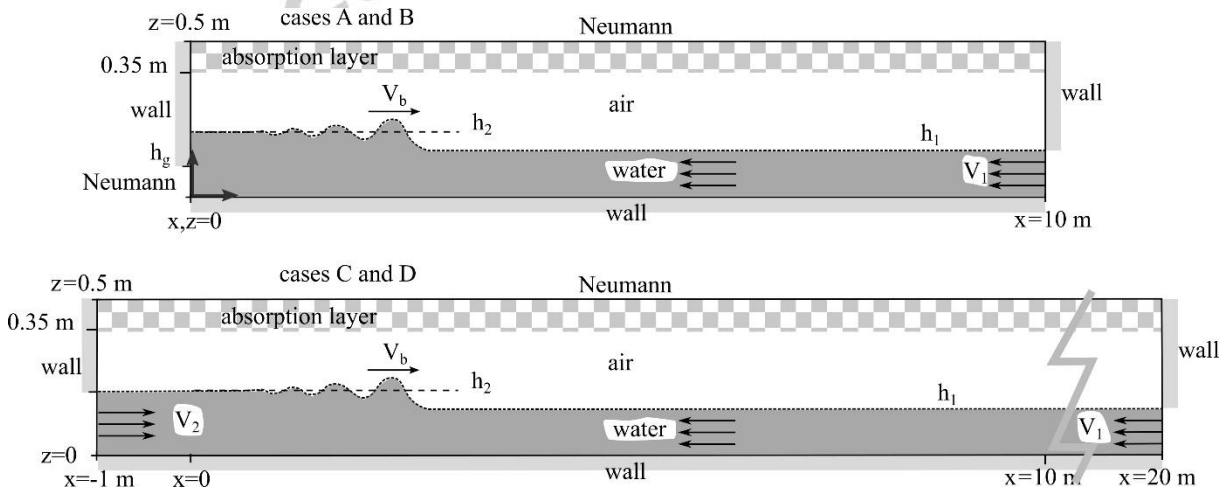 cases A and B
z=0.5 m
Neumann
absorption layer
0.35 m
wall
V_b
air
wall
h_2
h_1
h_g
water
V_1
Neumann
x,z=0
wall
x=10 m
cases C and D
z=0.5 m
Neumann
absorption layer
0.35 m
wall
V_b
air
wall
h_2
h_1
V_2
water
V_1
z=0
wall
x=-1 m
x=0
x=10 m
x=20 m